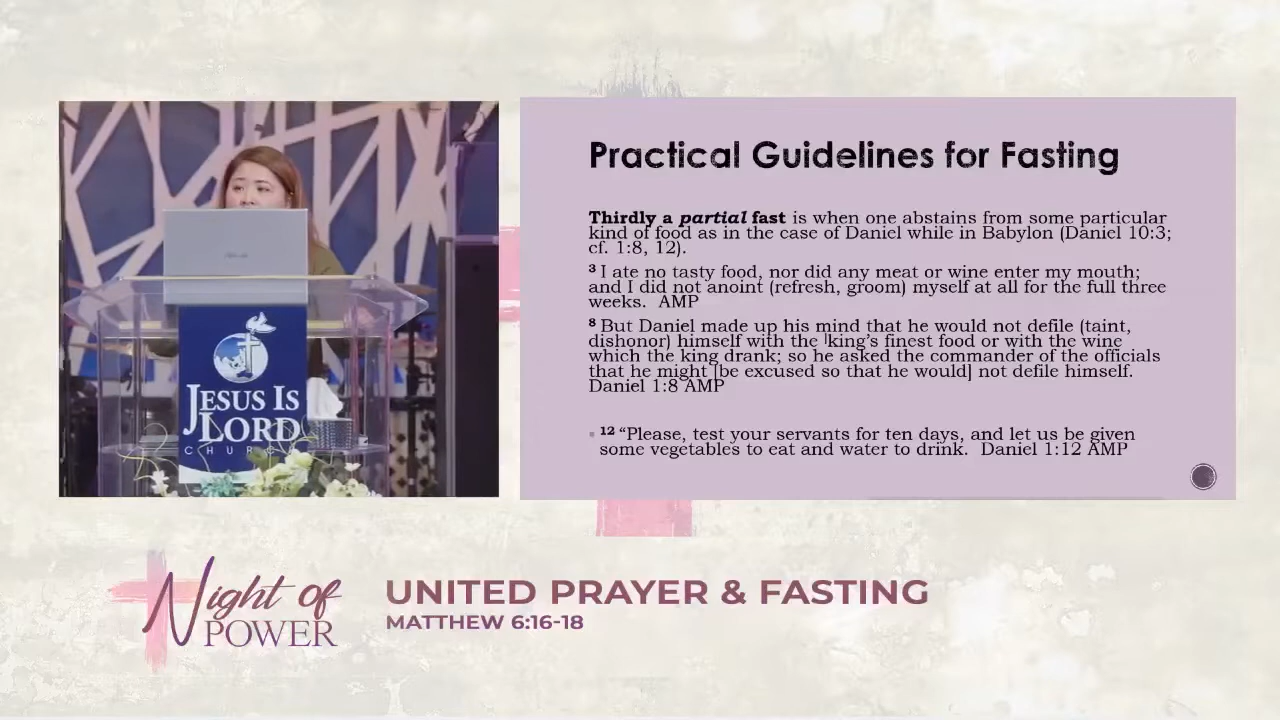 Practical Guidelines for Fasting
Thirdly a partial fast is when one abstains from some particular
kind of food as in the case of Daniel while in Babylon (Daniel 10:3;
cf. 1:8, 12).
3 I ate no tasty food, nor did any meat or wine enter my mouth;
and I did not anoint (refresh, groom) myself at all for the full three
weeks. AMP
8 But Daniel made up his mind that he would not defile (taint,
dishonor) himself with the king's finest food or with the wine
which the king drank; so he asked the commander of the officials
that he might [be excused so that he would] not defile himself.
Daniel 1:8 AMP
12 “Please, test your servants for ten days, and let us be given
some vegetables to eat and water to drink. Daniel 1:12 AMP
JESUS IS
LORD
CHURCH
Night of
POWER
UNITED PRAYER & FASTING
MATTHEW 6:16-18